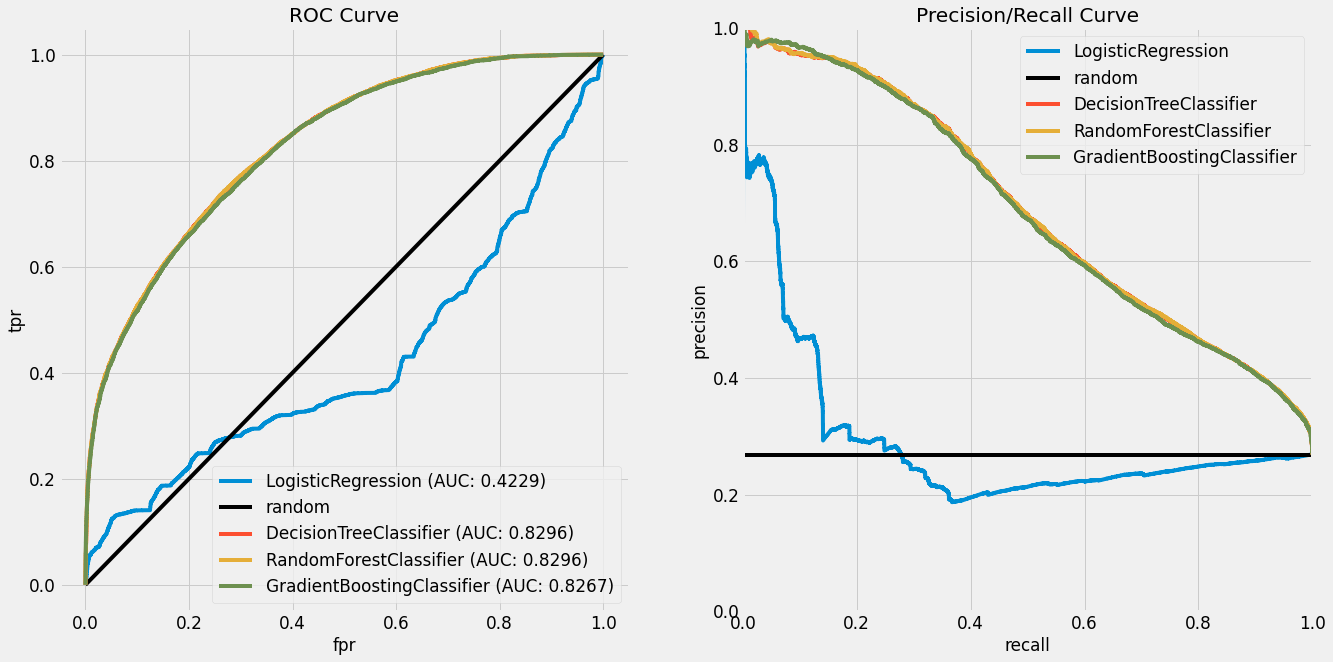 ROC Curve
1.0
0.8
0.6
0.4
0.2
0.0
tpr
LogisticRegression (AUC: 0.4229)
random
DecisionTreeClassifier (AUC: 0.8296)
RandomForestClassifier (AUC: 0.8296)
GradientBoostingClassifier (AUC: 0.8267)
0.0 0.2 0.4 0.6 0.8 1.0
fpr
Precision/Recall Curve
1.0
0.8
0.6
0.4
0.2
0.0
precision
LogisticRegression
random
DecisionTreeClassifier
RandomForestClassifier
GradientBoostingClassifier
0.0 0.2 0.4 0.6 0.8 1.0
recall